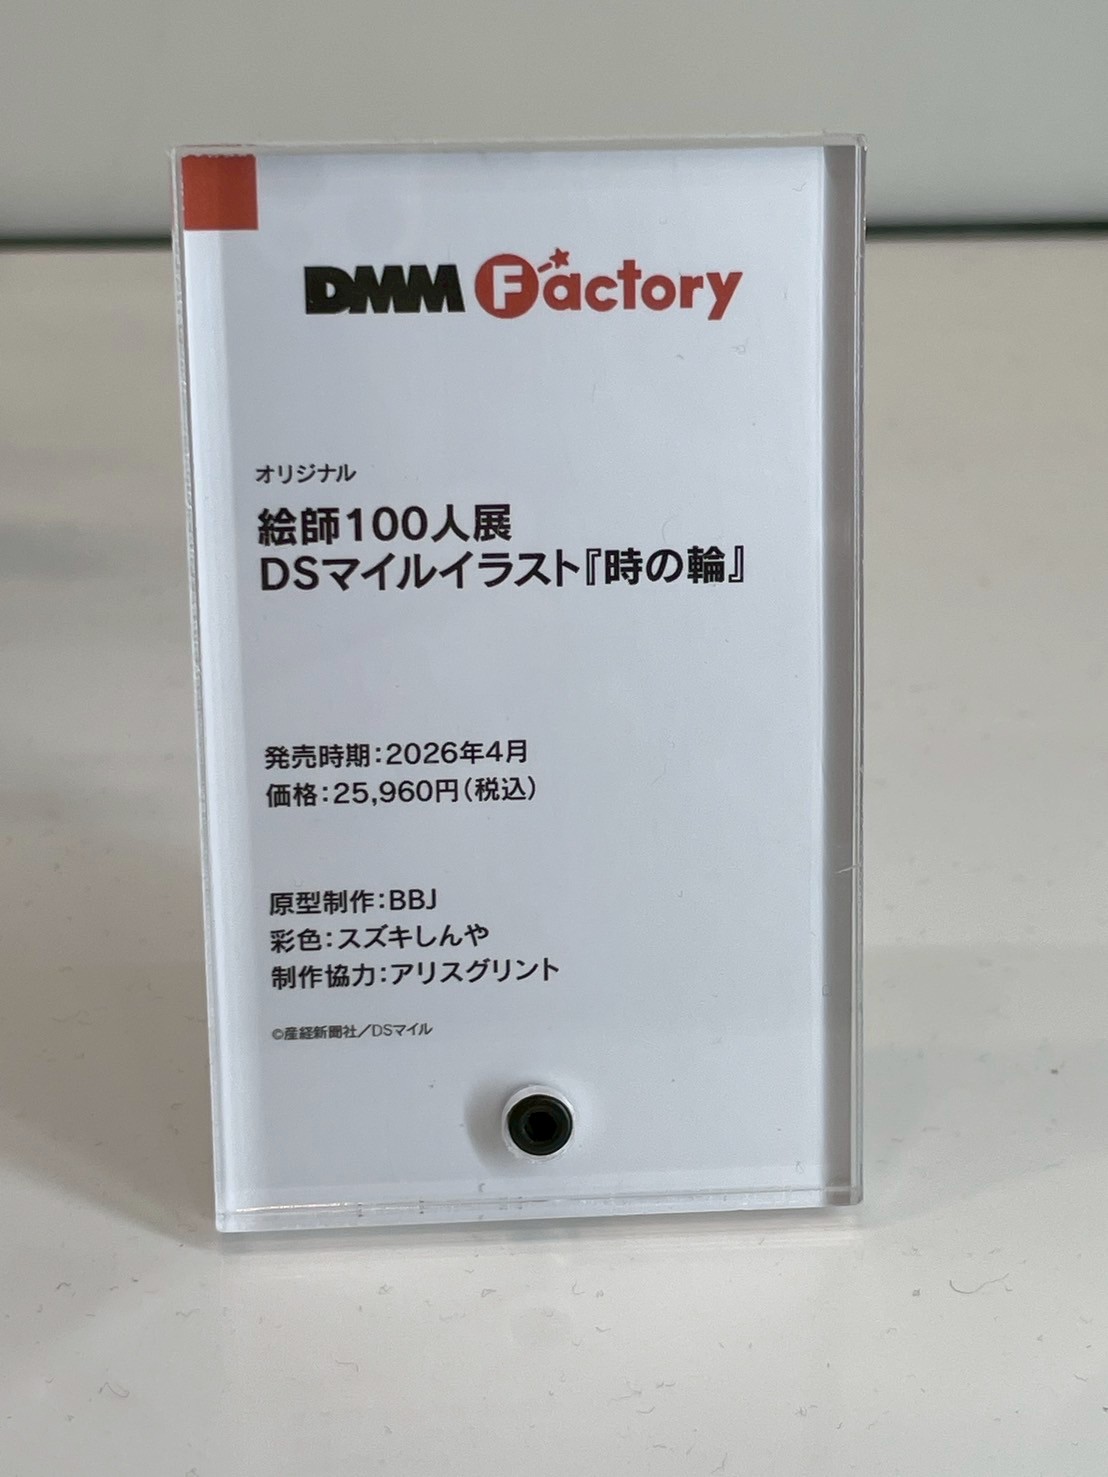 DMM Factory
オリジナル
絵師100人展
DSマイルイラスト『時の輪』
発売時期：2026年4月
価格：25,960円（税込）
原型制作：BBJ
彩色：スズキしんや
制作協力：アリスグリント
©産経新聞社／DSマイル